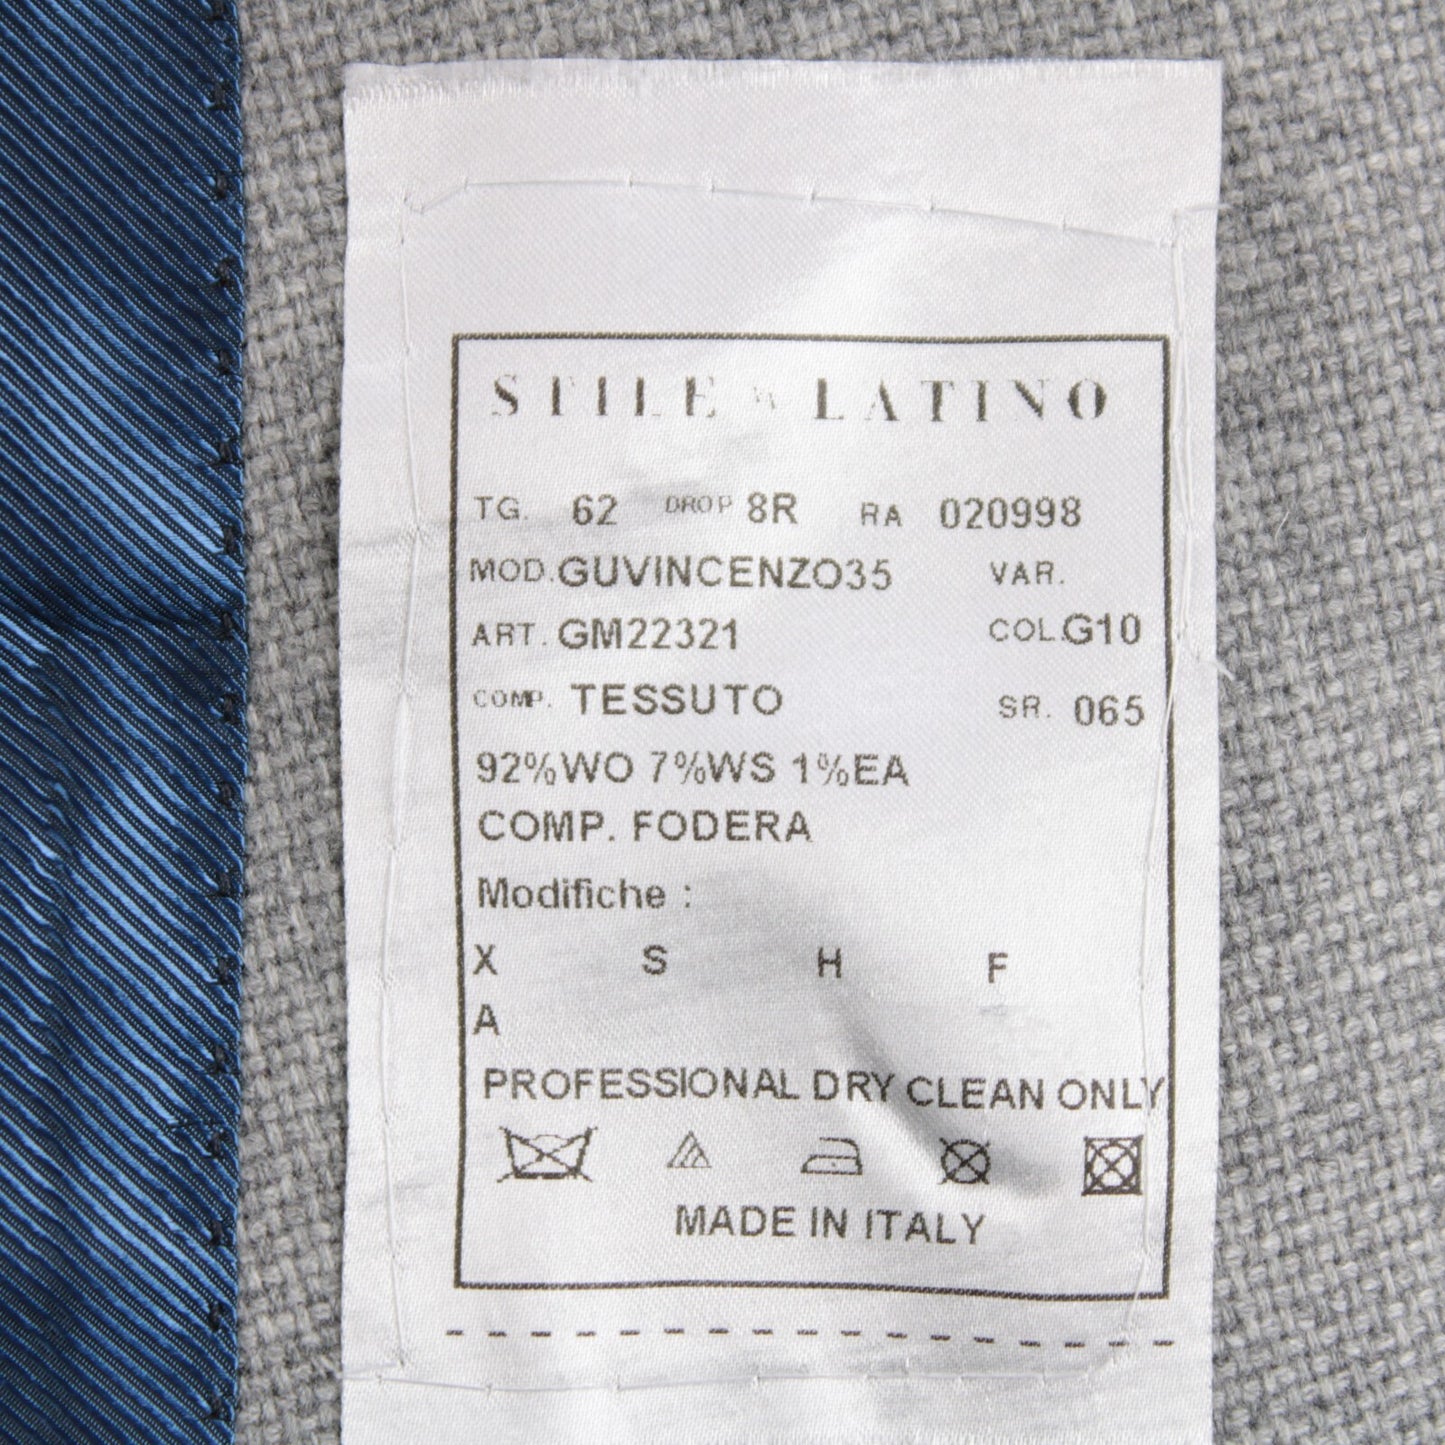 STILE LATINO
TG. 62 DROP 8R RA 020998
MOD. GUVINCENZO35 VAR.
ART. GM22321 COL. G10
COMP. TESSUTO SR. 065
92%WO 7%WS 1%EA
COMP. FODERA
Modifiche :
X S H F
A
PROFESSIONAL DRY CLEAN ONLY
MADE IN ITALY